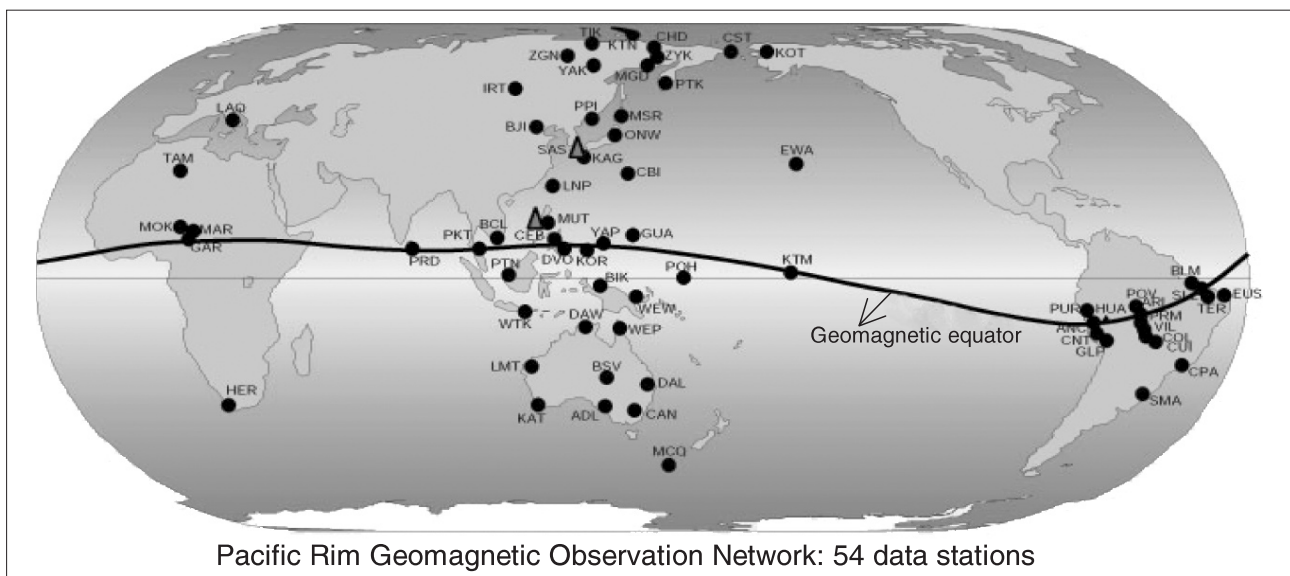 TIK
KTN
CHD
CST
ZGN
ZYK
KOT
YAK
MGD
PTK
IRT
LAQ
PPI
MSR
BJI
ONW
SAS
KAG
EWA
TAM
CBI
LNP
MOK
MAR
GAR
BCL
MUT
PKT
CEB
YAP
GUA
PRD
DVO
KOR
PTN
POH
KTM
BLM
BIK
EUS
WEW
TER
PUR
HUA
POV
ARI
WTK
DAW
WEP
Geomagnetic equator
ANC
PRM
VIL
CNT
COL
GLP
CUI
LMT
BSV
DAL
CPA
HER
KAT
ADL
CAN
SMA
MCQ
Pacific Rim Geomagnetic Observation Network: 54 data stations